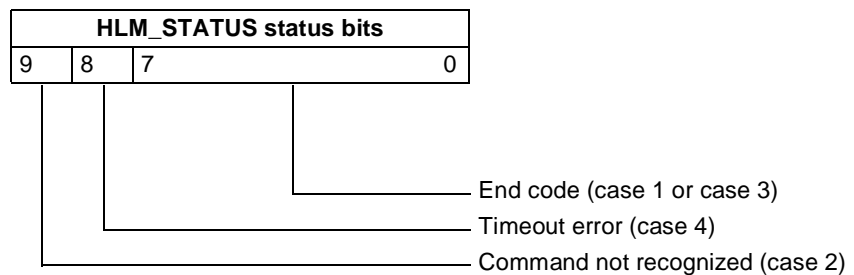 HLM_STATUS status bits
9 8 7 0
End code (case 1 or case 3)
Timeout error (case 4)
Command not recognized (case 2)